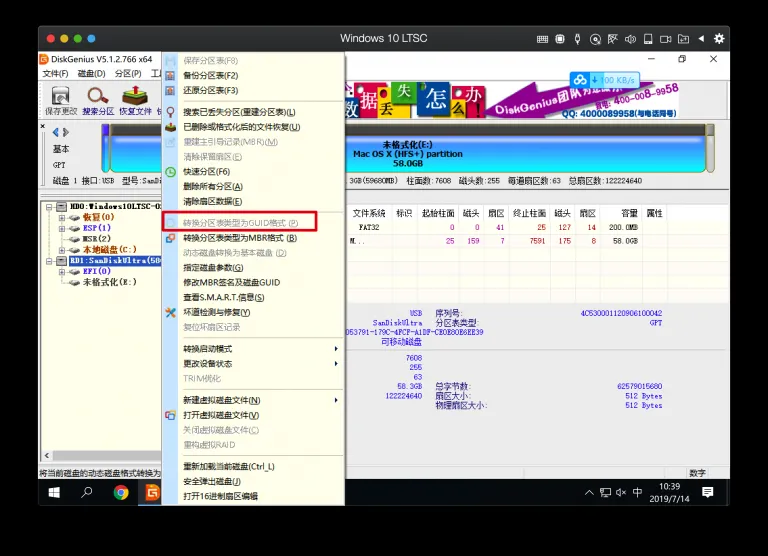 Windows 10 LTSC
DiskGenius V5.1.2.766 x64
文件(F) 磁盘(D) 分区(P)
保存更改 搜索分区 恢复文件
基本
GPT
磁盘 1 接口:USB 型号:SanDi
据 丢 失 怎 么 办
DiskGenius团队为
400-008-9958
QQ: 4000089958(与电话同号)
100 KB/s
未格式化(E:)
Mac OS X (HFS+) partition
58.0GB
3GB(59680MB) 柱面数:7608 磁头数:255 每道扇区数:63 总扇区数:122224640
HD0:Windows10LTSC-0
恢复(0)
ESP(1)
MSR(2)
本地磁盘(C:)
RD1:SanDiskUltra(58
EFI(0)
未格式化(E:)
保存分区表(F8)
备份分区表(F2)
还原分区表(F3)
搜索已丢失分区(重建分区表)(L)
已删除或格式化后的文件恢复(U)
重建主引导记录(MBR)(M)
清除保留扇区(E)
快速分区(F6)
删除所有分区(A)
清除扇区数据(E)
转换分区表类型为GUID格式 (P)
转换分区表类型为MBR格式 (B)
动态磁盘转换为基本磁盘 (D)
指定磁盘参数(G)
修改MBR签名及磁盘GUID
查看S.M.A.R.T.信息(S)
坏道检测与修复(Y)
复位坏扇区记录
转换启动模式
更改设备状态
TRIM优化
新建虚拟磁盘文件(N)
打开虚拟磁盘文件(V)
关闭虚拟磁盘文件(C)
重构虚拟RAID
重新加载当前磁盘(Ctrl_L)
安全弹出磁盘(J)
打开16进制扇区编辑
文件系统 标识 起始柱面 磁头 扇区 终止柱面 磁头 扇区 容量 属性
FAT32 0 0 41 25 127 14 200.0MB
M... 25 159 7 7591 175 8 58.0GB
USB 序列号: 4C530001120906100042
SanDiskUltra 分区表类型: GPT
053791-179C-4FCF-A1DF-CE0E80E6EE39
可移动磁盘
7608
255
63
58.3GB 总字节数: 62579015680
122224640 扇区大小: 512 Bytes
物理扇区大小: 512 Bytes
将当前磁盘的动态磁盘格式转换为
数字
中
10:39
2019/7/14